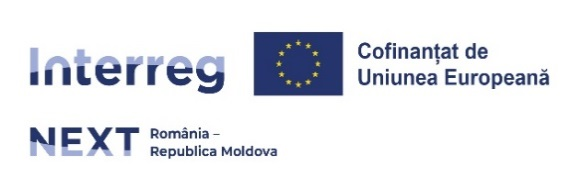 Interreg
Cofinanțat de
Uniunea Europeană
NEXT
România –
Republica Moldova